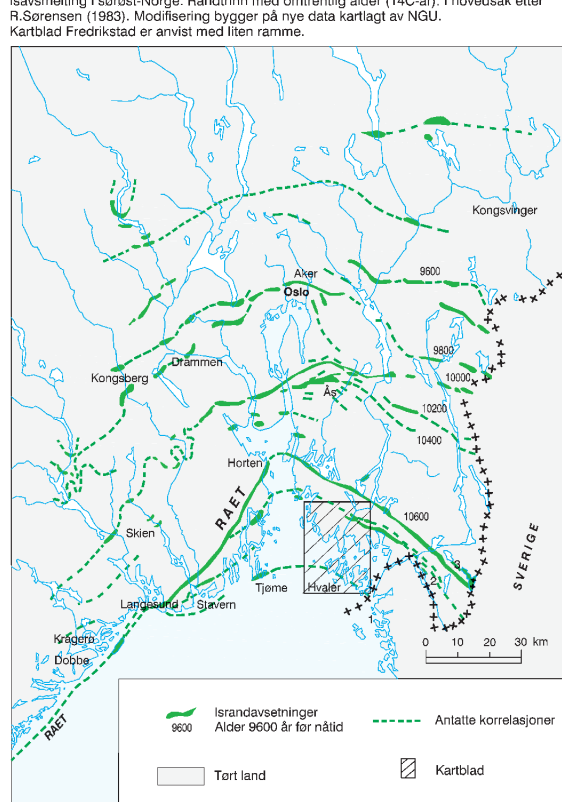 Isavsmelting i sørøst-Norge. Randtrinn med omtrentlig alder (14C-år). I hovedsak etter
R.Sørensen (1983). Modifisering bygger på nye data kartlagt av NGU.
Kartblad Fredrikstad er anvist med liten ramme.
Kongsvinger
Aker
9600
Oslo
9800
Drammen
10000
Kongsberg
Ås
10200
10400
Horten
RAET
10600
Skien
SVERIGE
3
2
Tjøme
Hvaler
Langesund
Stavern
1
Kragerø
0 10 30 km
Dobbe
RAET
Israndavsetninger
9600
Alder 9600 år før nåtid
Antatte korrelasjoner
Tørt land
Kartblad